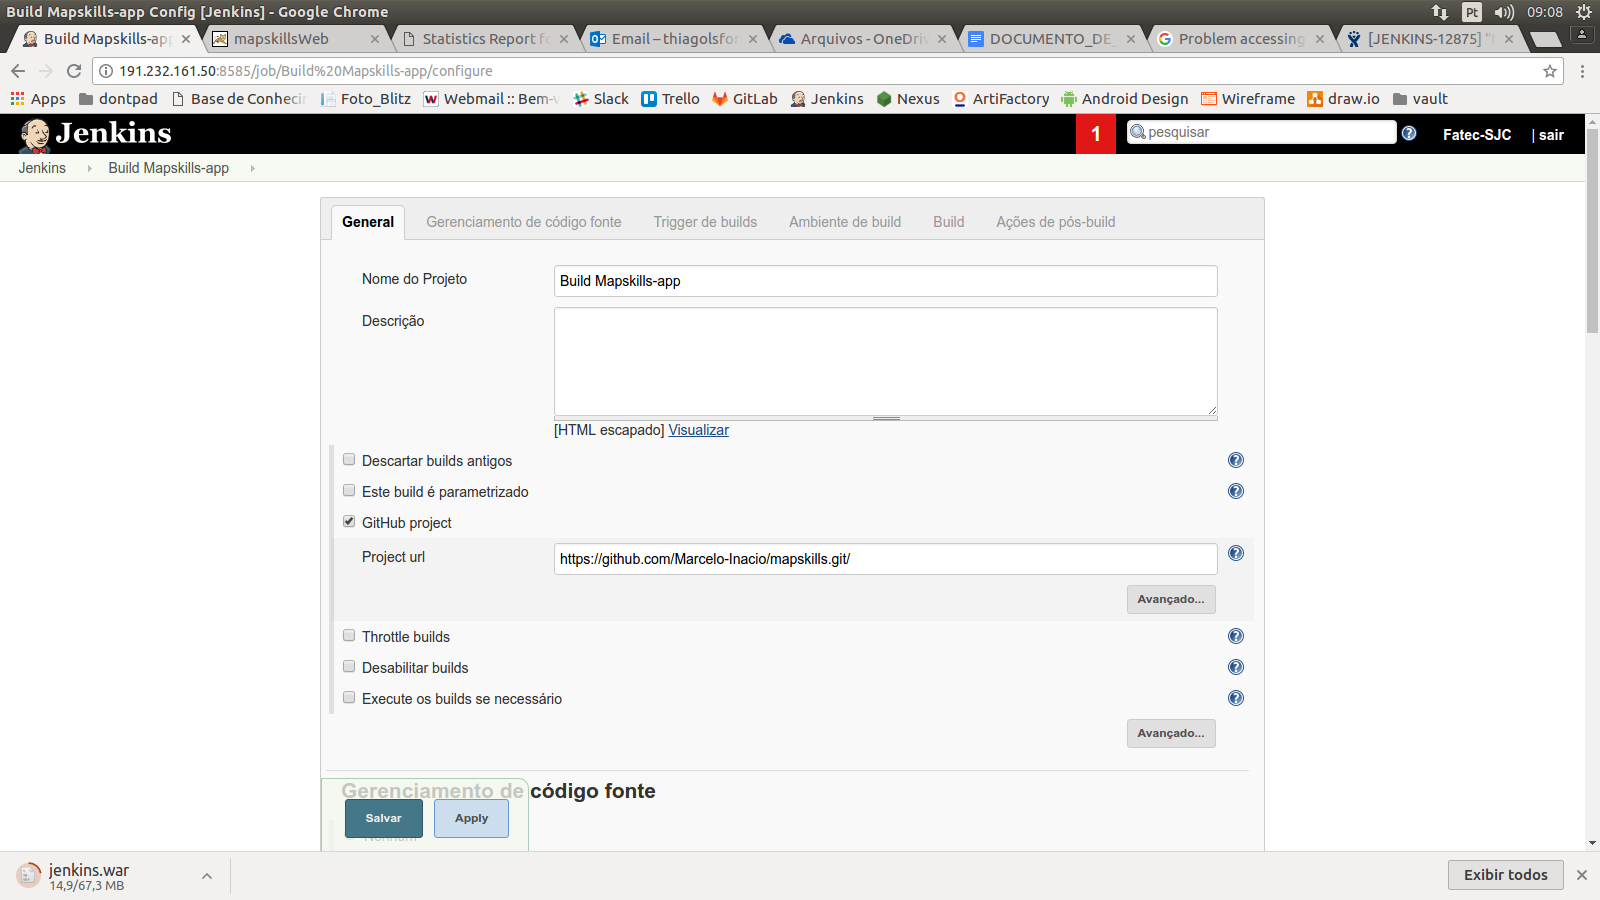 Build Mapskills-app Config [Jenkins] - Google Chrome
Pt 09:08
Build Mapskills-app
mapskillsWeb
Statistics Report fo
Email – thiagolsfor
Arquivos - OneDriv
DOCUMENTO_DE_
Problem accessing
[JENKINS-12875] "
191.232.161.50:8585/job/Build%20Mapskills-app/configure
Apps dontpad Base de Conheci Foto_Blitz Webmail :: Bem-v Slack Trello GitLab Jenkins Nexus ArtiFactory Android Design Wireframe draw.io vault
Jenkins 1 pesquisar Fatec-SJC | sair
Jenkins Build Mapskills-app
General Gerenciamento de código fonte Trigger de builds Ambiente de build Build Ações de pós-build
Nome do Projeto Build Mapskills-app
Descrição
[HTML escapado] Visualizar
Descartar builds antigos
Este build é parametrizado
GitHub project
Project url https://github.com/Marcelo-Inacio/mapskills.git/
Avançado...
Throttle builds
Desabilitar builds
Execute os builds se necessário
Avançado...
Gerenciamento de código fonte
Salvar Apply
Nenhum
jenkins.war
14,9/67,3 MB
Exibir todos